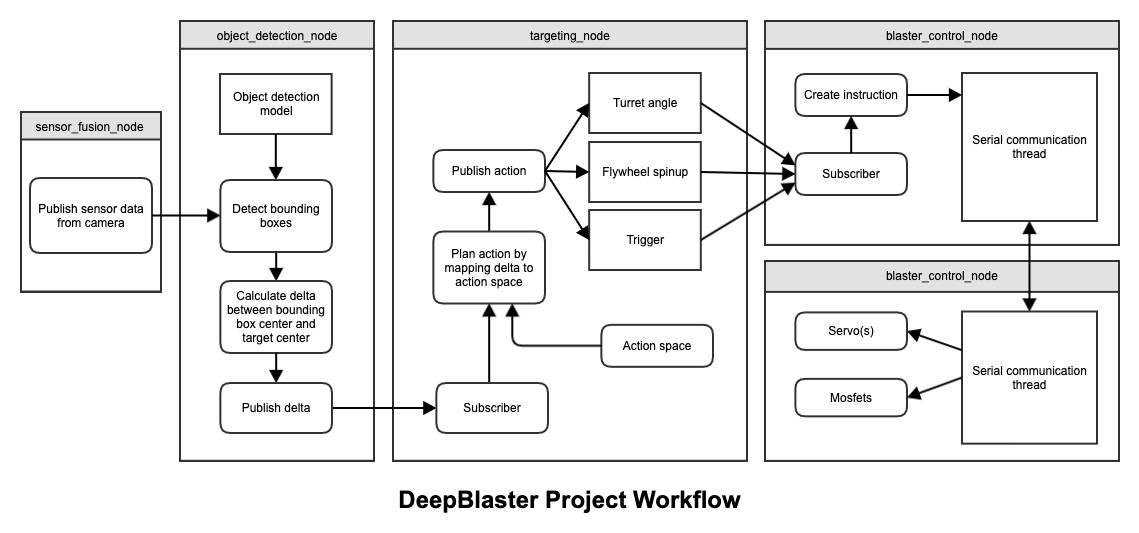 sensor_fusion_node
Publish sensor data
from camera
object_detection_node
Object detection
model
Detect bounding
boxes
Calculate delta
between bounding
box center and
target center
Publish delta
targeting_node
Turret angle
Publish action
Flywheel spinup
Trigger
Plan action by
mapping delta to
action space
Action space
Subscriber
blaster_control_node
Create instruction
Serial communication
thread
Subscriber
blaster_control_node
Servo(s)
Serial communication
thread
Mosfets
DeepBlaster Project Workflow